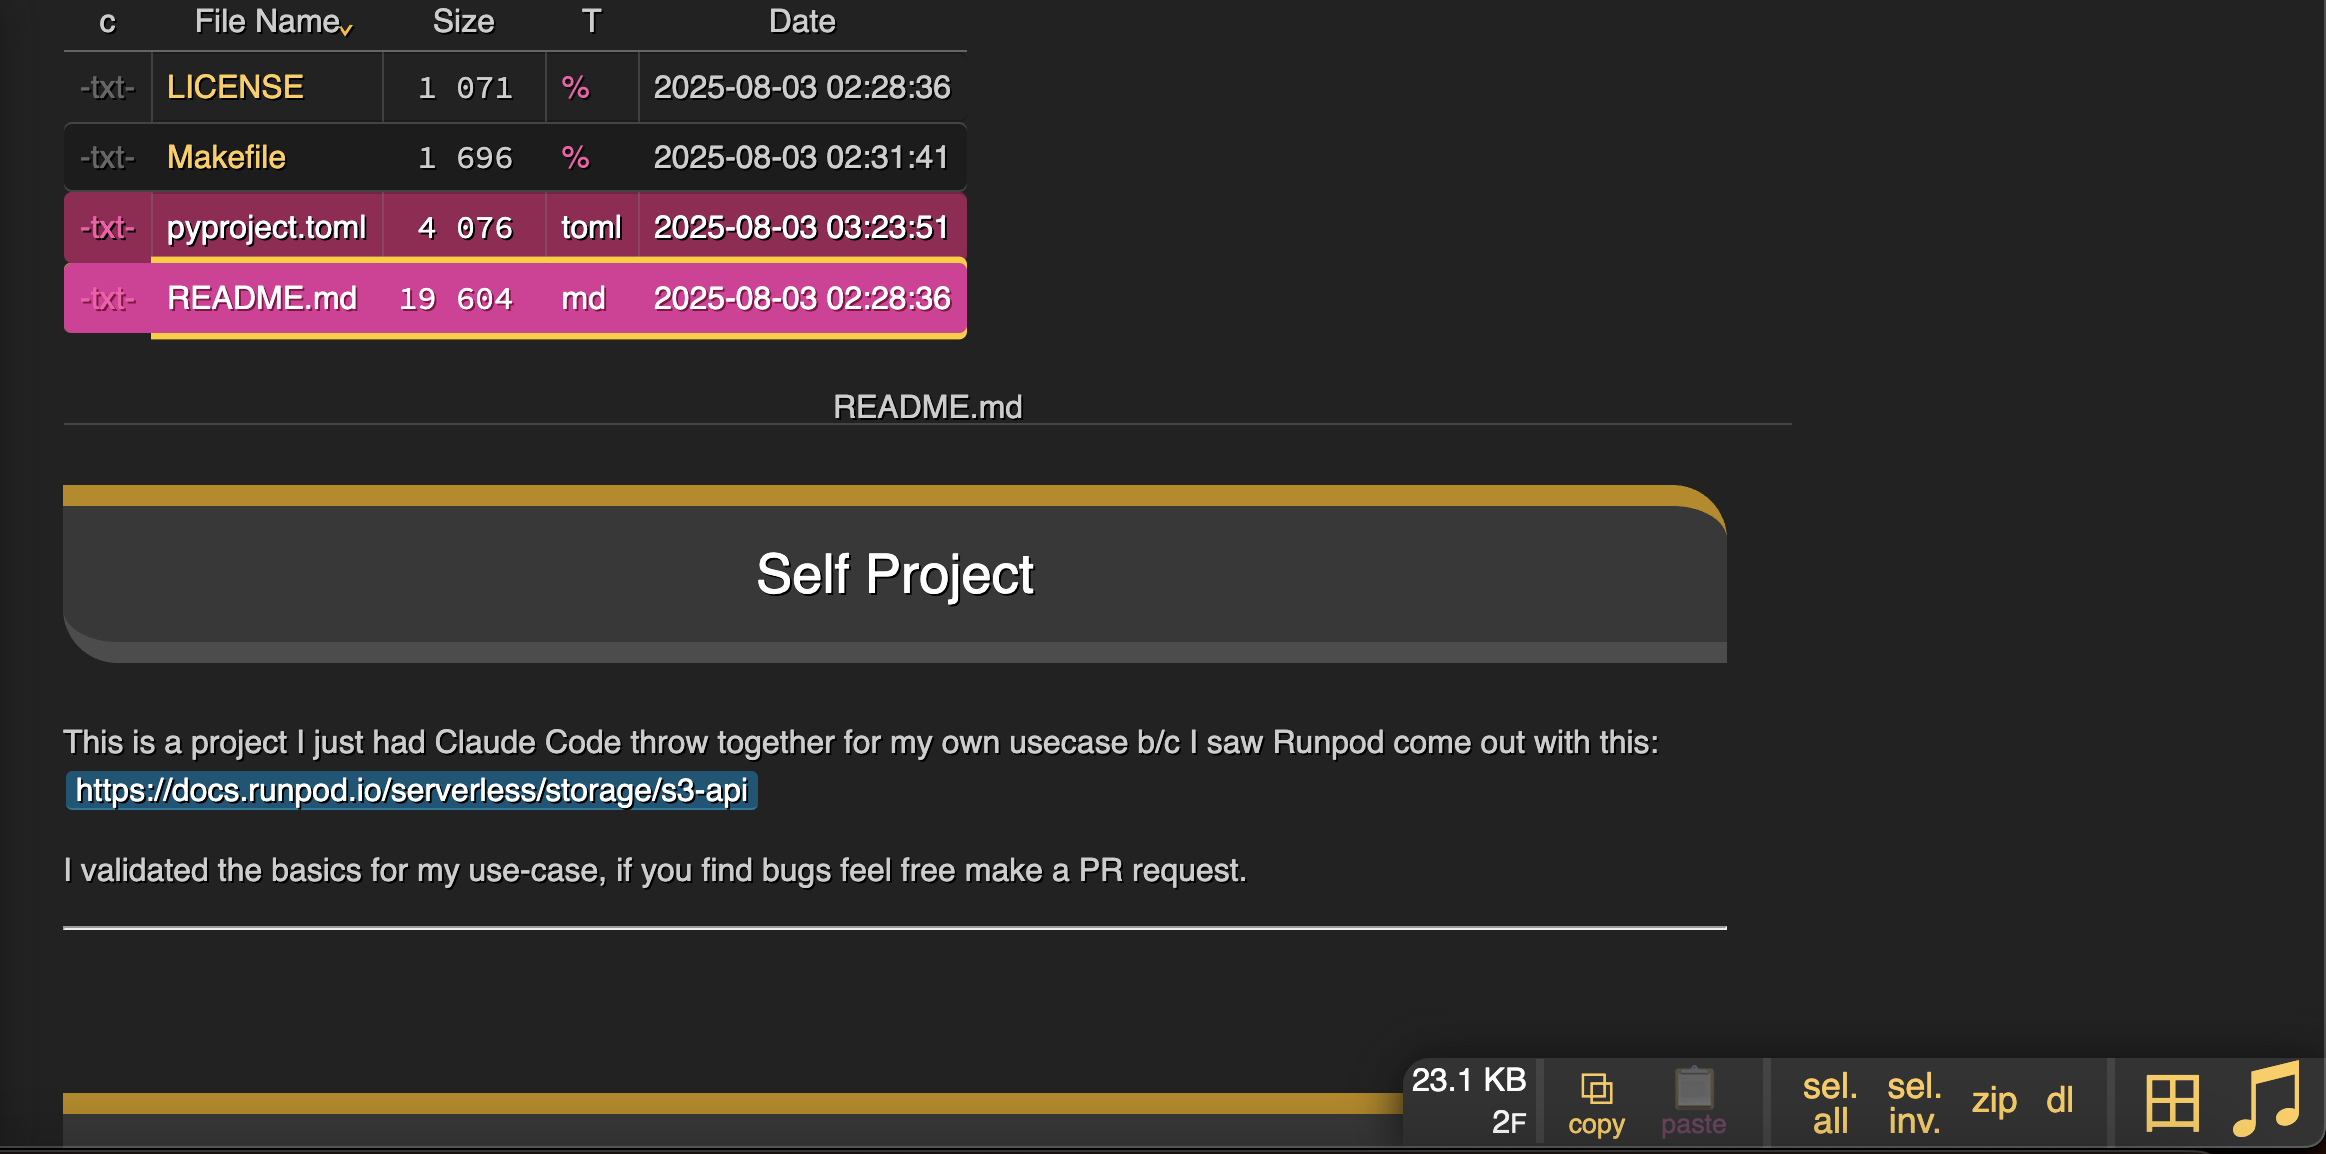 c File Name Size T Date
-txt- LICENSE 1 071 % 2025-08-03 02:28:36
-txt- Makefile 1 696 % 2025-08-03 02:31:41
-txt- pyproject.toml 4 076 toml 2025-08-03 03:23:51
-txt- README.md 19 604 md 2025-08-03 02:28:36
README.md
Self Project
This is a project I just had Claude Code throw together for my own usecase b/c I saw Runpod come out with this:
https://docs.runpod.io/serverless/storage/s3-api
I validated the basics for my use-case, if you find bugs feel free make a PR request.
23.1 KB
2F
copy
paste
sel. all
sel. inv.
zip
dl